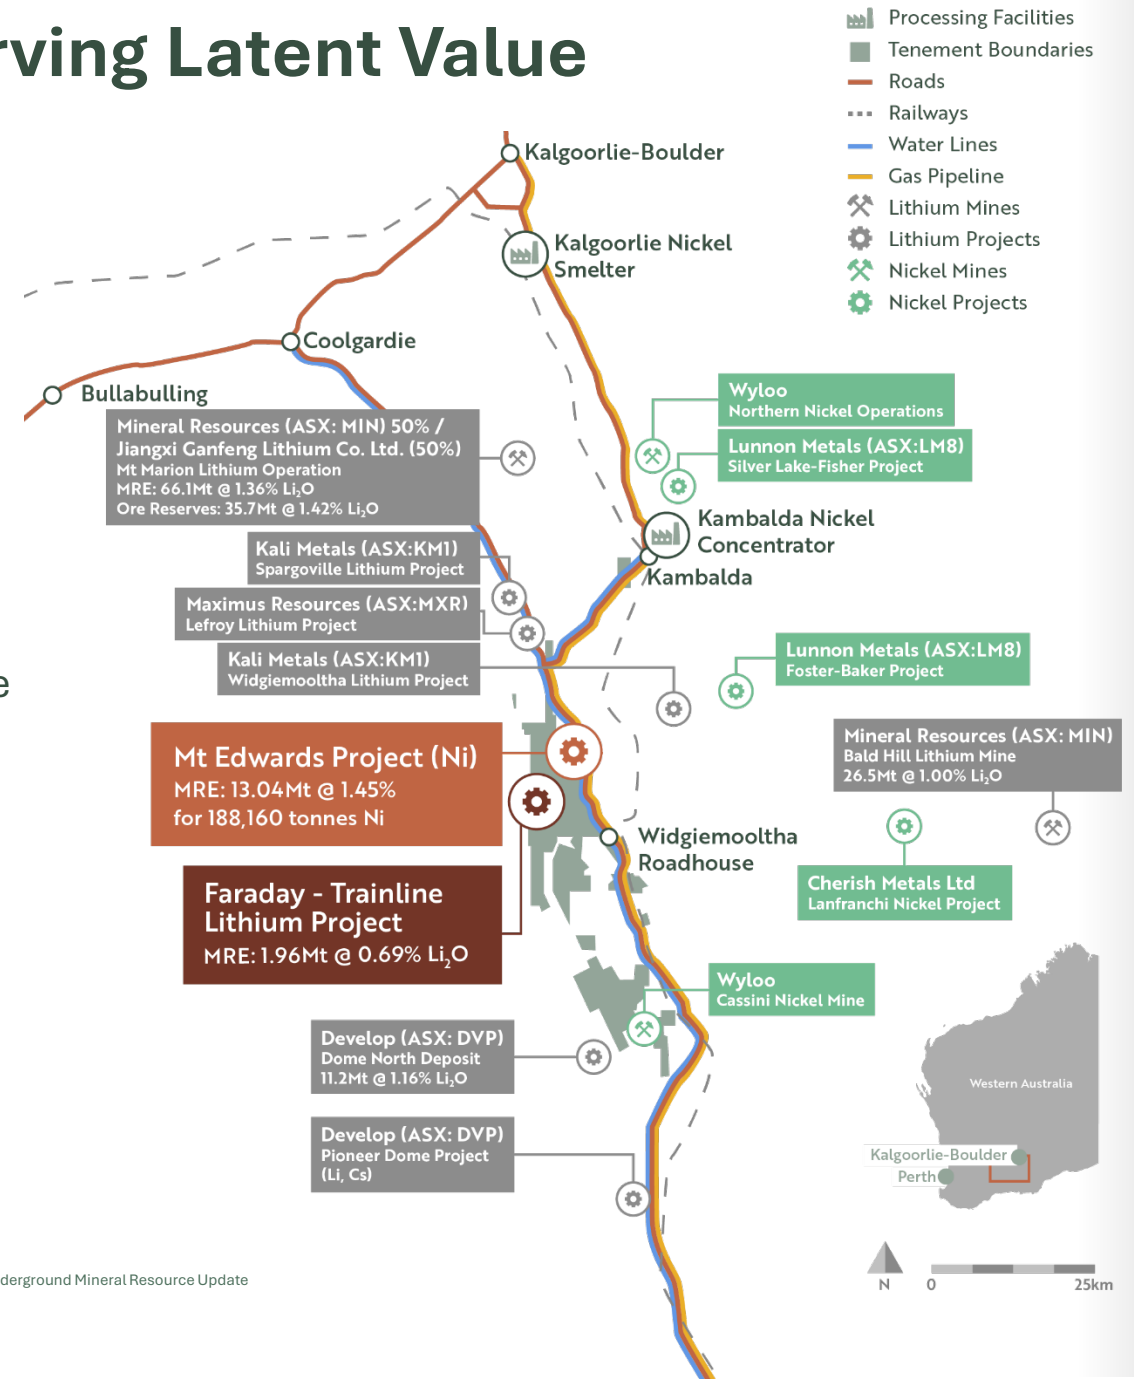 rving Latent Value
Processing Facilities
Tenement Boundaries
Roads
Railways
Water Lines
Gas Pipeline
Lithium Mines
Lithium Projects
Nickel Mines
Nickel Projects
Kalgoorlie-Boulder
Kalgoorlie Nickel
Smelter
Coolgardie
Bullabulling
Wyloo
Northern Nickel Operations
Mineral Resources (ASX: MIN) 50% /
Jiangxi Ganfeng Lithium Co. Ltd. (50%)
Mt Marion Lithium Operation
MRE: 66.1Mt @ 1.36% Li₂O
Ore Reserves: 35.7Mt @ 1.42% Li₂O
Lunnon Metals (ASX:LM8)
Silver Lake-Fisher Project
Kambalda Nickel
Concentrator
Kambalda
Kali Metals (ASX:KM1)
Spargoville Lithium Project
Maximus Resources (ASX:MXR)
Lefroy Lithium Project
Kali Metals (ASX:KM1)
Widgiemooltha Lithium Project
Lunnon Metals (ASX:LM8)
Foster-Baker Project
e
Mt Edwards Project (Ni)
MRE: 13.04Mt @ 1.45%
for 188,160 tonnes Ni
Mineral Resources (ASX: MIN)
Bald Hill Lithium Mine
26.5Mt @ 1.00% Li₂O
Widgiemooltha
Roadhouse
Faraday - Trainline
Lithium Project
MRE: 1.96Mt @ 0.69% Li₂O
Cherish Metals Ltd
Lanfranchi Nickel Project
Wyloo
Cassini Nickel Mine
Develop (ASX: DVP)
Dome North Deposit
11.2Mt @ 1.16% Li₂O
Develop (ASX: DVP)
Pioneer Dome Project
(Li, Cs)
Western Australia
Kalgoorlie-Boulder
Perth
N
0
25km
derground Mineral Resource Update